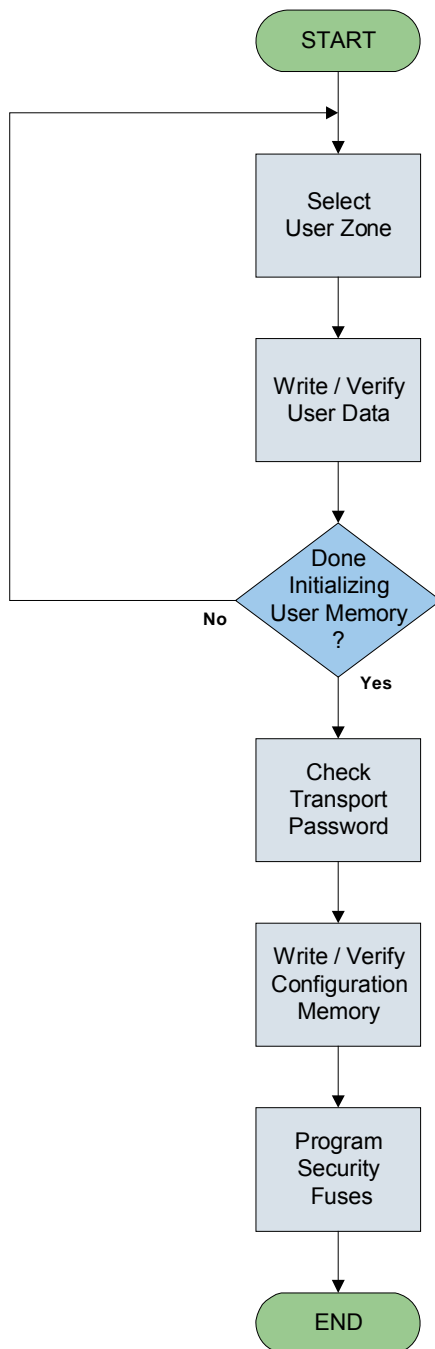 START
Select
User Zone
Write / Verify
User Data
Done
Initializing
User Memory
?
No
Yes
Check
Transport
Password
Write / Verify
Configuration
Memory
Program
Security
Fuses
END